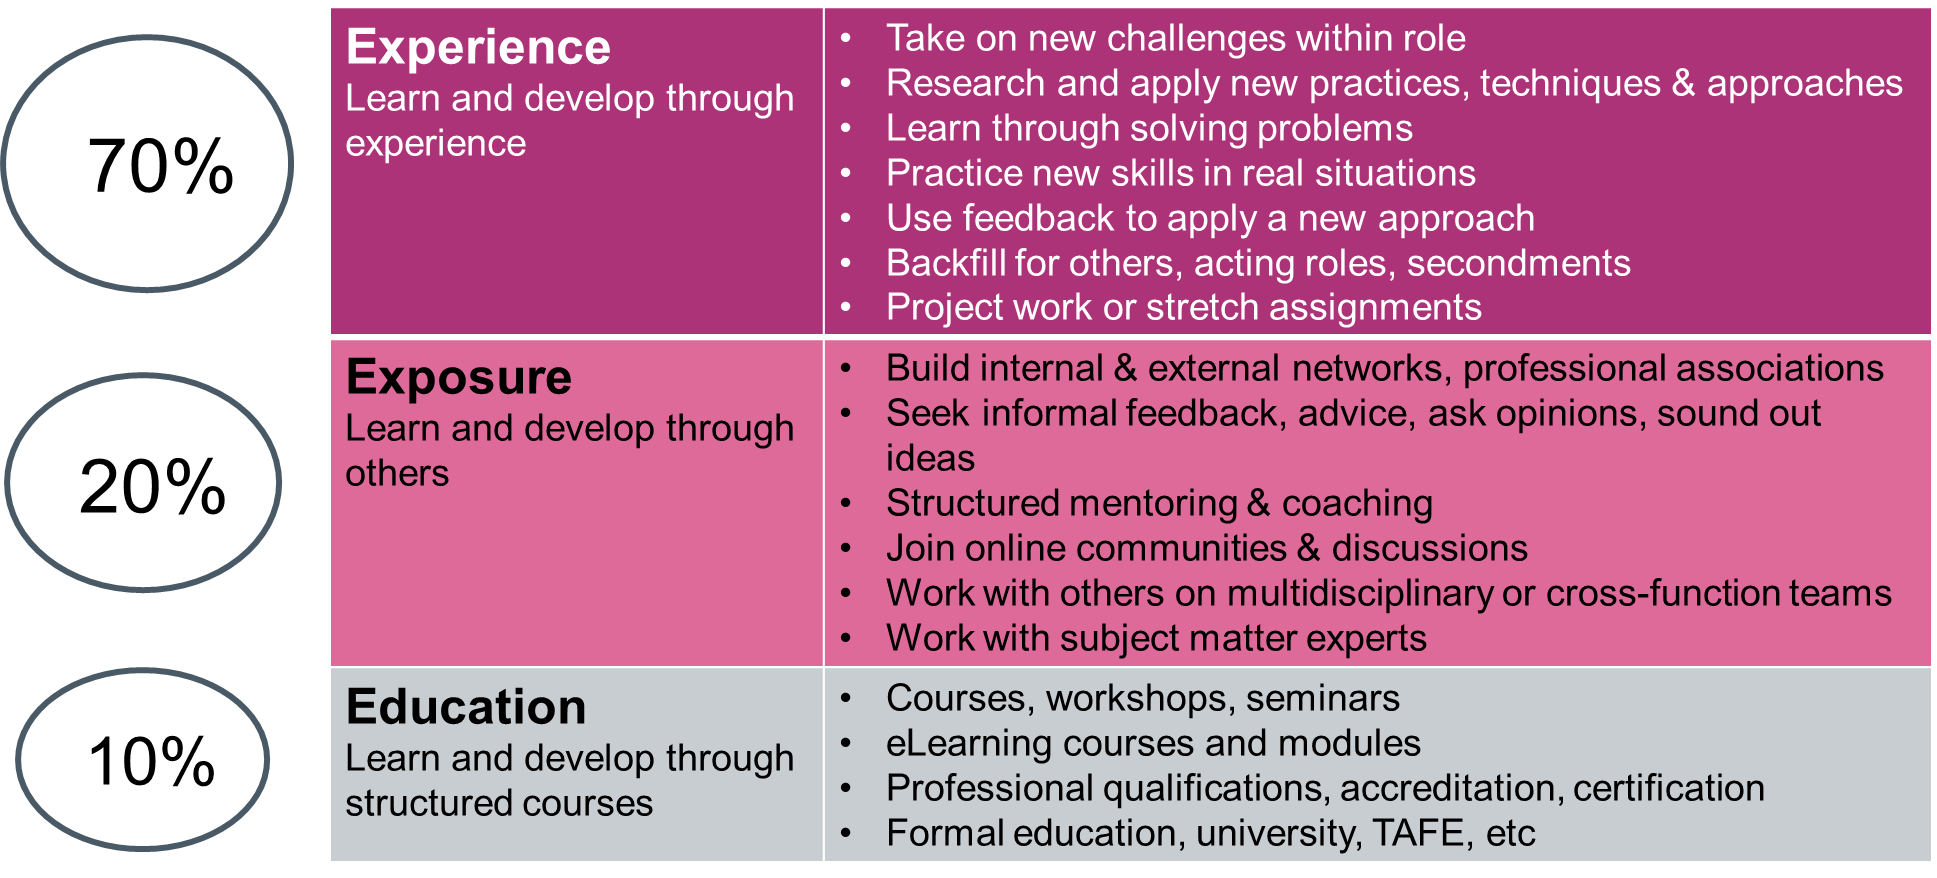 70%
Experience
Learn and develop through
experience
• Take on new challenges within role
• Research and apply new practices, techniques & approaches
• Learn through solving problems
• Practice new skills in real situations
• Use feedback to apply a new approach
• Backfill for others, acting roles, secondments
• Project work or stretch assignments
20%
Exposure
Learn and develop through
others
• Build internal & external networks, professional associations
• Seek informal feedback, advice, ask opinions, sound out
ideas
• Structured mentoring & coaching
• Join online communities & discussions
• Work with others on multidisciplinary or cross-function teams
• Work with subject matter experts
10%
Education
Learn and develop through
structured courses
• Courses, workshops, seminars
• eLearning courses and modules
• Professional qualifications, accreditation, certification
• Formal education, university, TAFE, etc